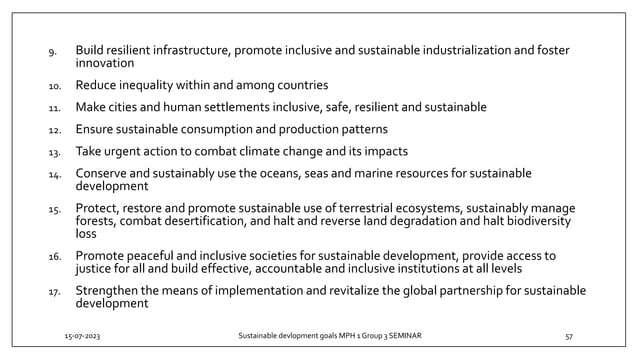 9. Build resilient infrastructure, promote inclusive and sustainable industrialization and foster
innovation
10. Reduce inequality within and among countries
11. Make cities and human settlements inclusive, safe, resilient and sustainable
12. Ensure sustainable consumption and production patterns
13. Take urgent action to combat climate change and its impacts
14. Conserve and sustainably use the oceans, seas and marine resources for sustainable
development
15. Protect, restore and promote sustainable use of terrestrial ecosystems, sustainably manage
forests, combat desertification, and halt and reverse land degradation and halt biodiversity
loss
16. Promote peaceful and inclusive societies for sustainable development, provide access to
justice for all and build effective, accountable and inclusive institutions at all levels
17. Strengthen the means of implementation and revitalize the global partnership for sustainable
development
15-07-2023 Sustainable devlopment goals MPH 1 Group 3 SEMINAR 57